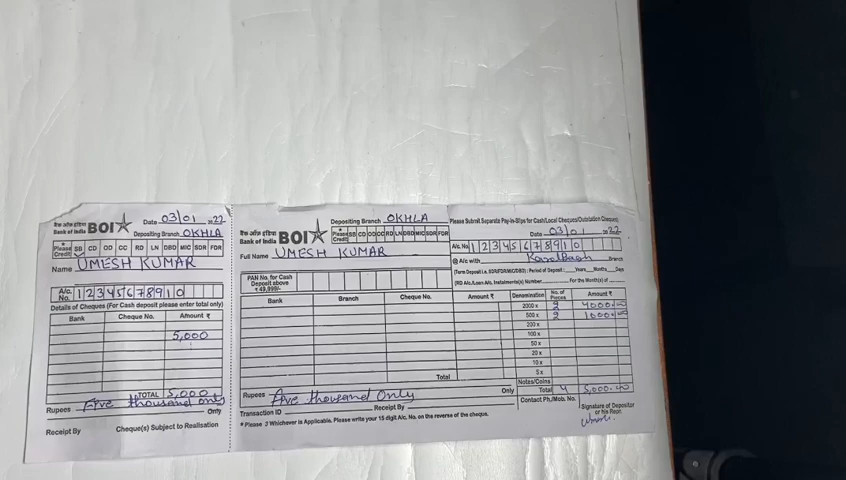 बैंक ऑफ इंडिया
Bank of India BOI Date 03/01 2022
Depositing Branch OKHLA
* Please Credit SB CD OD CC RD LN DBD MIC SDR FDR
Name UMESH KUMAR
A/c. No. 1 2 3 4 5 6 7 8 9 1 0
Details of Cheques (For Cash deposit please enter total only)
Bank Cheque No. Amount ₹
5,000
TOTAL 5,000
Rupees Five thousand only Only
Receipt By Cheque(s) Subject to Realisation
बैंक ऑफ इंडिया
Bank of India BOI Depositing Branch OKHLA
* Please Credit SB CD OD CC RD LN DBD MIC SDR FDR
Full Name UMESH KUMAR
Please Submit Separate Pay-in-Slips for Cash/Local Cheques/Outstation Cheques
Date 03/01 2022
A/c. No. 1 2 3 4 5 6 7 8 9 1 0
@ A/c with Karolbagh Branch
(Term Deposit i.e. SDR/FDR/MIC/DBD) : Period of Deposit : Years Months Days
(RD A/c./Loan A/c. Instalments(s) Number For the Month(s) of
PAN No. for Cash Deposit above ₹ 49,999/-
Bank Branch Cheque No. Amount ₹ Denomination No. of Pieces Amount ₹
2000 x 2 4000.00
500 x 2 1000.00
200 x
100 x
50 x
20 x
10 x
5 x
Total Notes/Coins
Total 4 5,000.00
Rupees Five thousand Only Only
Contact Ph./Mob. No.
Transaction ID Receipt By
Signature of Depositor or his Repr.
* Please 3 Whichever is Applicable. Please write your 15 digit A/c. No. on the reverse of the cheque.